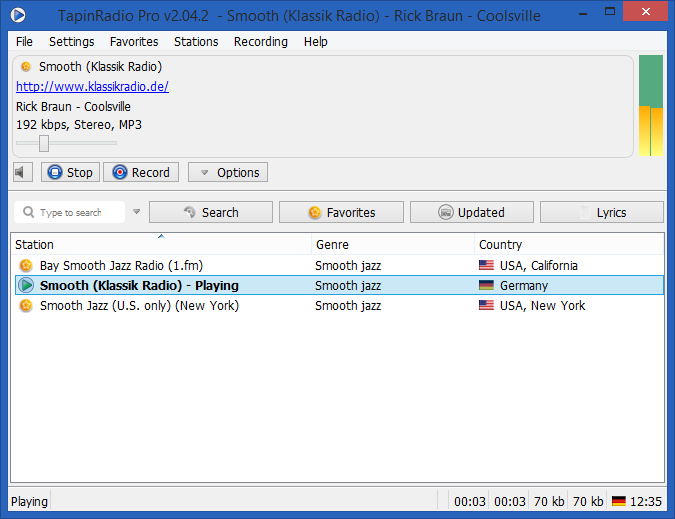 TapinRadio Pro v2.04.2 - Smooth (Klassik Radio) - Rick Braun - Coolsville
File Settings Favorites Stations Recording Help
Smooth (Klassik Radio)
http://www.klassikradio.de/
Rick Braun - Coolsville
192 kbps, Stereo, MP3
Stop Record Options
Type to search Search Favorites Updated Lyrics
Station Genre Country
Bay Smooth Jazz Radio (1.fm) Smooth jazz USA, California
Smooth (Klassik Radio) - Playing Smooth jazz Germany
Smooth Jazz (U.S. only) (New York) Smooth jazz USA, New York
Playing 00:03 00:03 70 kb 70 kb 12:35